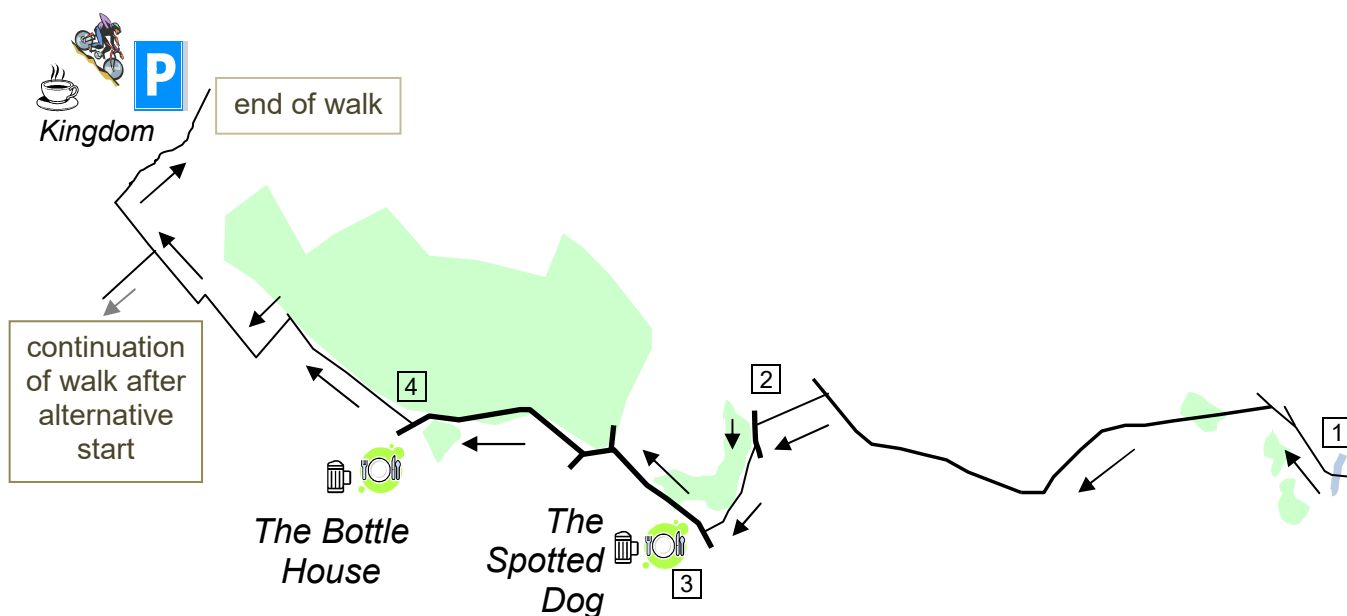 P
Kingdom
end of walk
continuation
of walk after
alternative
start
4
2
1
The Bottle
House
The
Spotted
Dog
3